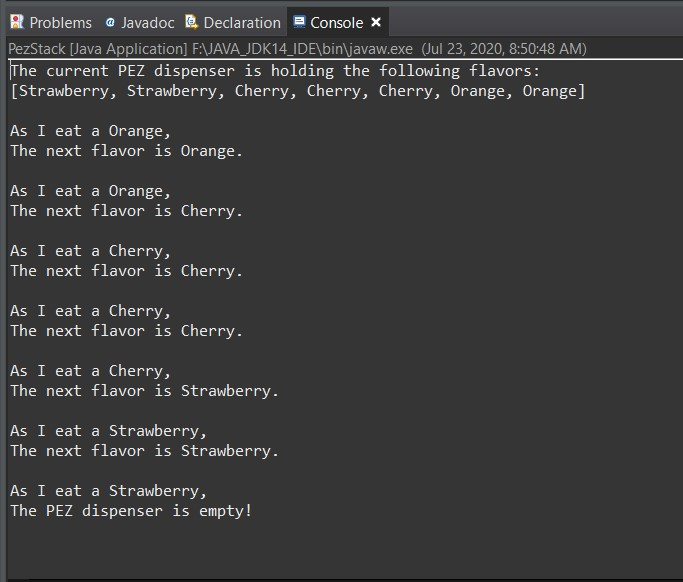 Problems @ Javadoc Declaration Console
PezStack [Java Application] F:\JAVA_JDK14_IDE\bin\javaw.exe (Jul 23, 2020, 8:50:48 AM)
The current PEZ dispenser is holding the following flavors:
[Strawberry, Strawberry, Cherry, Cherry, Cherry, Orange, Orange]
As I eat a Orange,
The next flavor is Orange.
As I eat a Orange,
The next flavor is Cherry.
As I eat a Cherry,
The next flavor is Cherry.
As I eat a Cherry,
The next flavor is Cherry.
As I eat a Cherry,
The next flavor is Strawberry.
As I eat a Strawberry,
The next flavor is Strawberry.
As I eat a Strawberry,
The PEZ dispenser is empty!